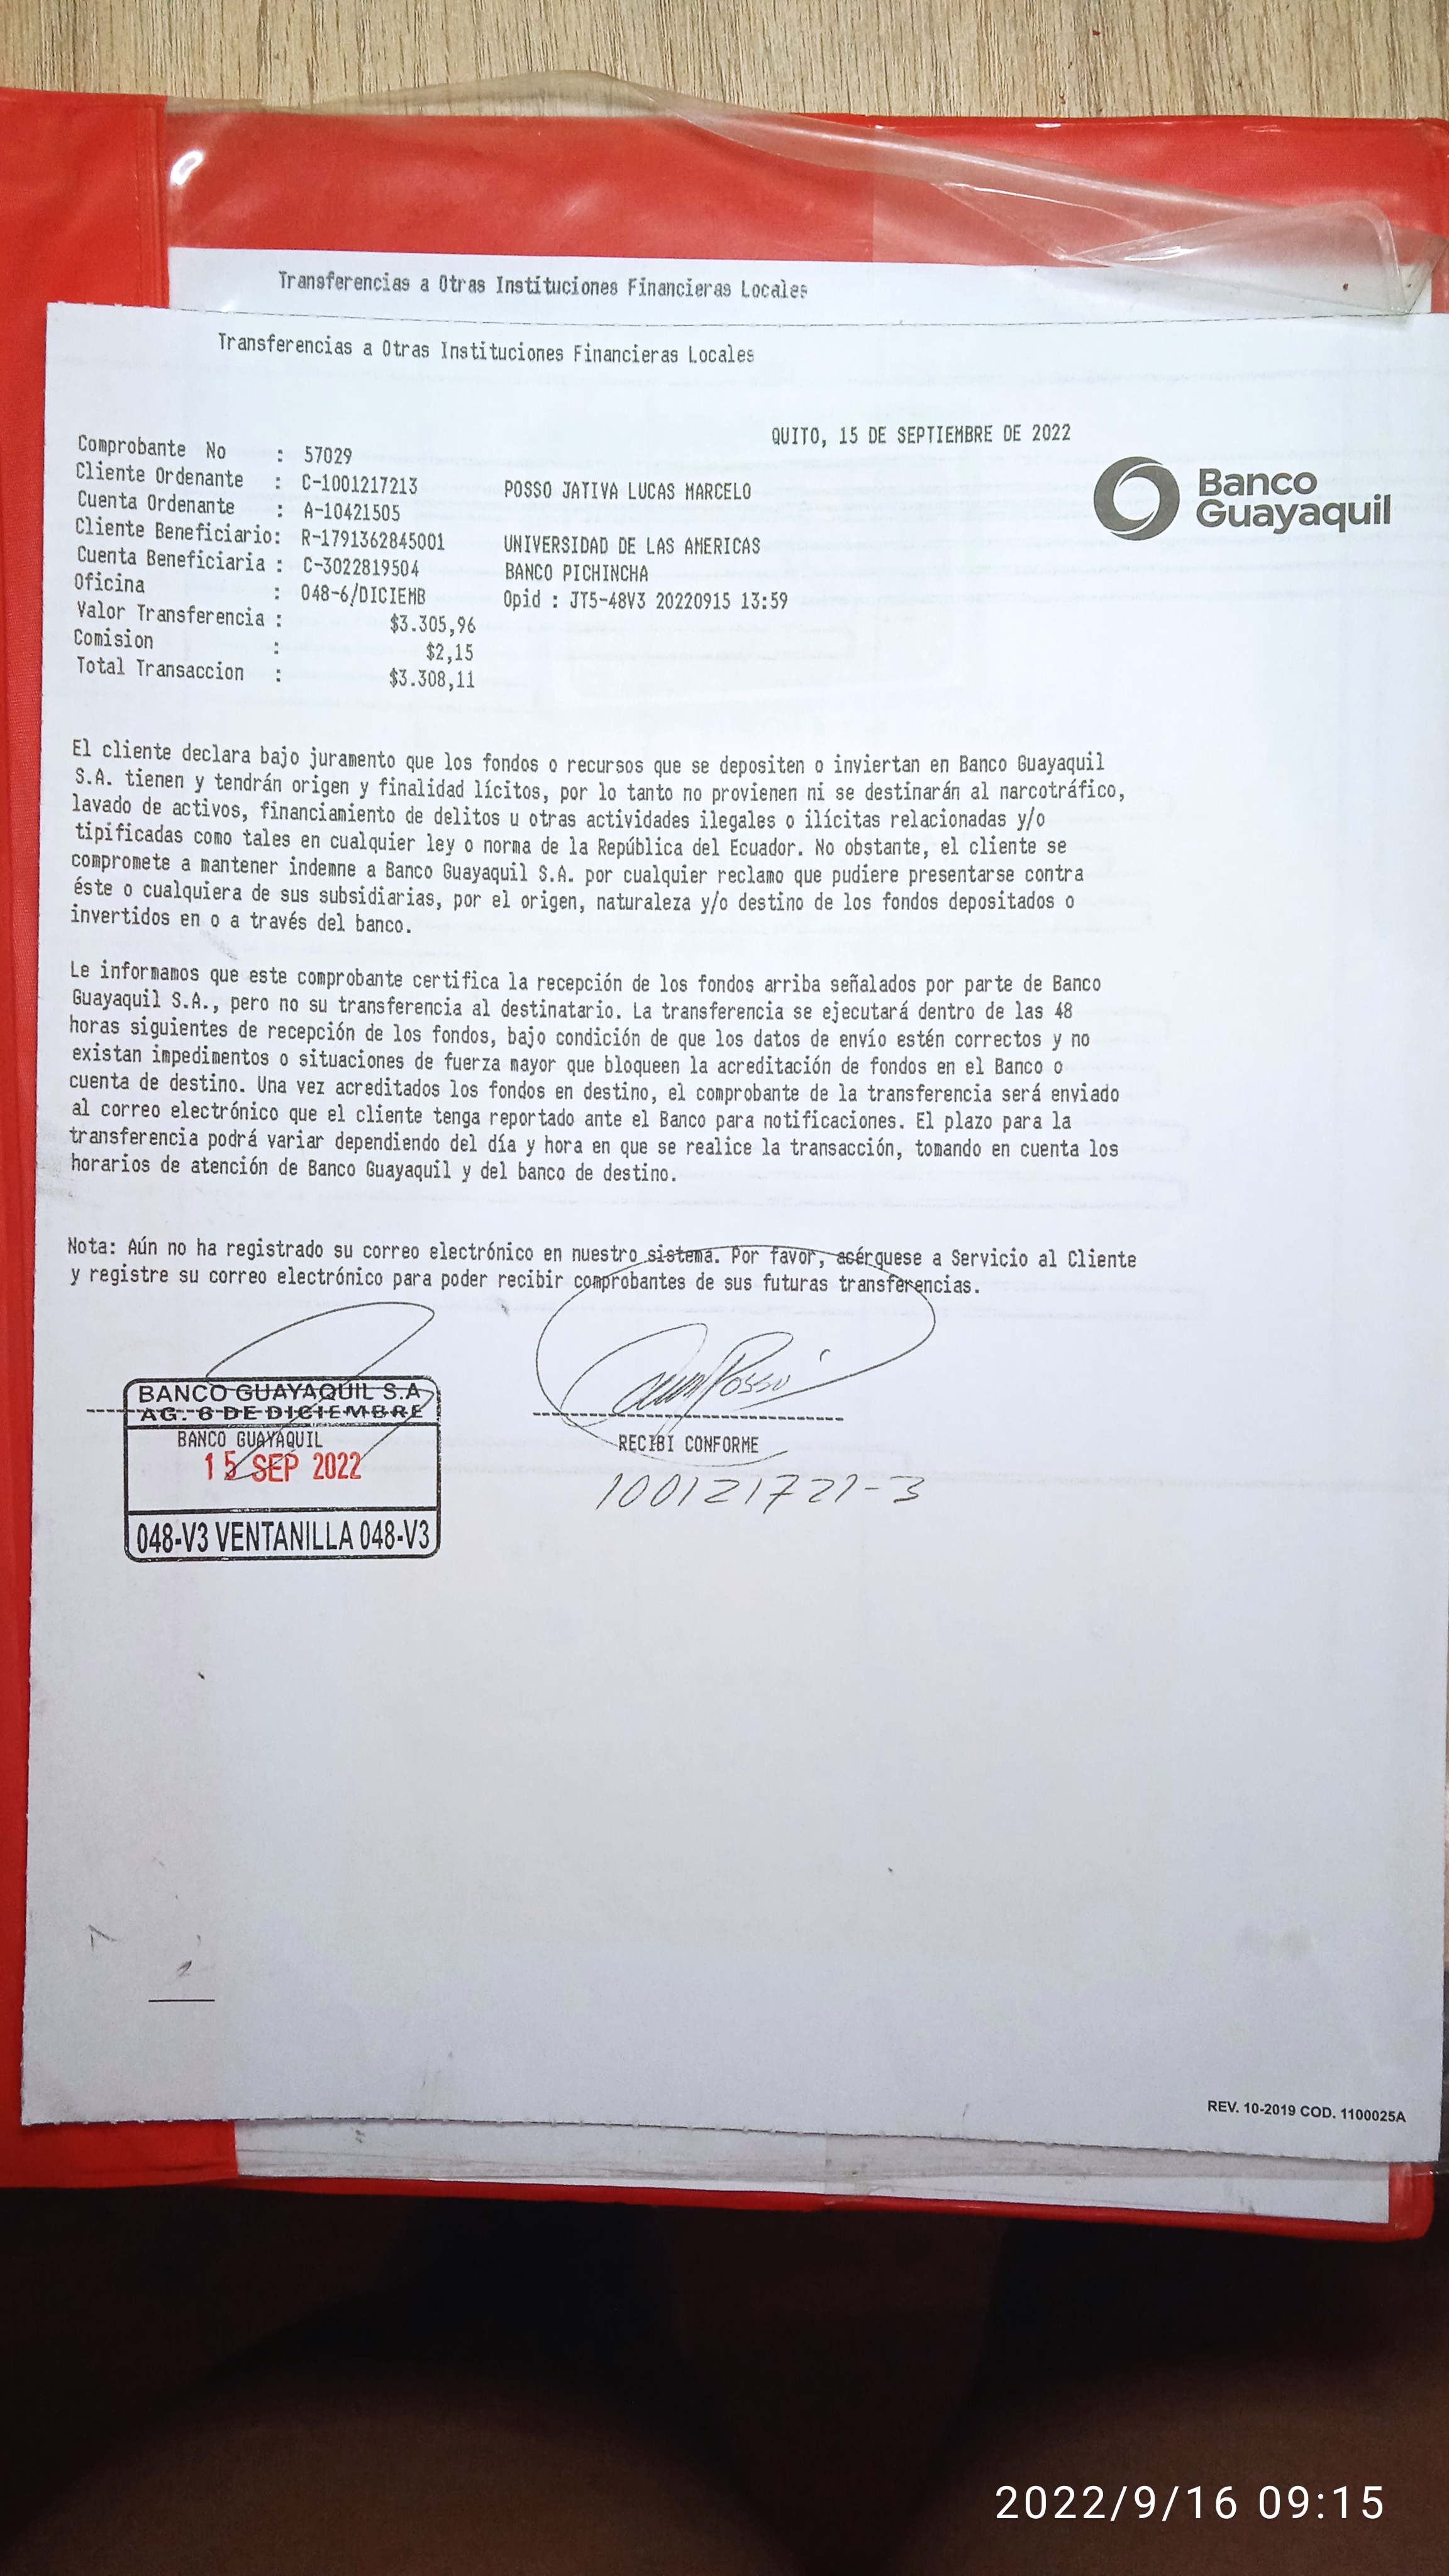 Transferencias a Otras Instituciones Financieras Locales
Transferencias a Otras Instituciones Financieras Locales
QUITO, 15 DE SEPTIEMBRE DE 2022
Banco
Guayaquil
Comprobante No : 57029
Cliente Ordenante : C-1001217213 POSSO JATIVA LUCAS MARCELO
Cuenta Ordenante : A-10421505
Cliente Beneficiario: R-1791362845001 UNIVERSIDAD DE LAS AMERICAS
Cuenta Beneficiaria : C-3022819504 BANCO PICHINCHA
Oficina : 048-6/DICIEMB Opid : JT5-48V3 20220915 13:59
Valor Transferencia : $3.305,96
Comision : $2,15
Total Transaccion : $3.308,11
El cliente declara bajo juramento que los fondos o recursos que se depositen o inviertan en Banco Guayaquil
S.A. tienen y tendrán origen y finalidad lícitos, por lo tanto no provienen ni se destinarán al narcotráfico,
lavado de activos, financiamiento de delitos u otras actividades ilegales o ilícitas relacionadas y/o
tipificadas como tales en cualquier ley o norma de la República del Ecuador. No obstante, el cliente se
compromete a mantener indemne a Banco Guayaquil S.A. por cualquier reclamo que pudiere presentarse contra
éste o cualquiera de sus subsidiarias, por el origen, naturaleza y/o destino de los fondos depositados o
invertidos en o a través del banco.
Le informamos que este comprobante certifica la recepción de los fondos arriba señalados por parte de Banco
Guayaquil S.A., pero no su transferencia al destinatario. La transferencia se ejecutará dentro de las 48
horas siguientes de recepción de los fondos, bajo condición de que los datos de envío estén correctos y no
existan impedimentos o situaciones de fuerza mayor que bloqueen la acreditación de fondos en el Banco o
cuenta de destino. Una vez acreditados los fondos en destino, el comprobante de la transferencia será enviado
al correo electrónico que el cliente tenga reportado ante el Banco para notificaciones. El plazo para la
transferencia podrá variar dependiendo del día y hora en que se realice la transacción, tomando en cuenta los
horarios de atención de Banco Guayaquil y del banco de destino.
Nota: Aún no ha registrado su correo electrónico en nuestro sistema. Por favor, acérquese a Servicio al Cliente
y registre su correo electrónico para poder recibir comprobantes de sus futuras transferencias.
BANCO GUAYAQUIL S.A
AG. 6 DE DICIEMBRE
BANCO GUAYAQUIL
15 SEP 2022
048-V3 VENTANILLA 048-V3
RECIBI CONFORME
100121721-3
REV. 10-2019 COD. 1100025A
2022/9/16 09:15